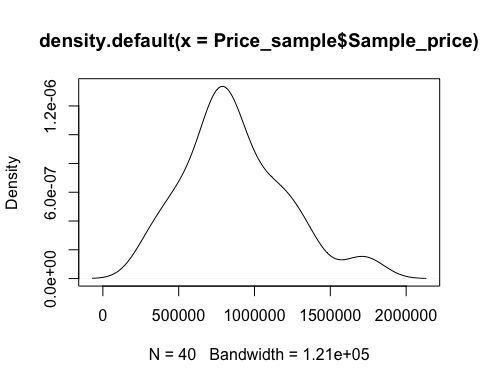 density.default(x = Price_sample$Sample_price)
Density
1.2e-06
6.0e-07
0.0e+00
0 500000 1000000 1500000 2000000
N = 40 Bandwidth = 1.21e+05